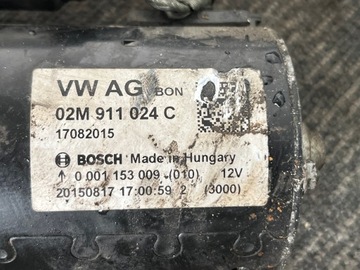 VW AG BON
02M 911 024 C
17082015
BOSCH Made in Hungary
0 001 153 009 (010) 12V
20150817 17:00:59 2 (3000)